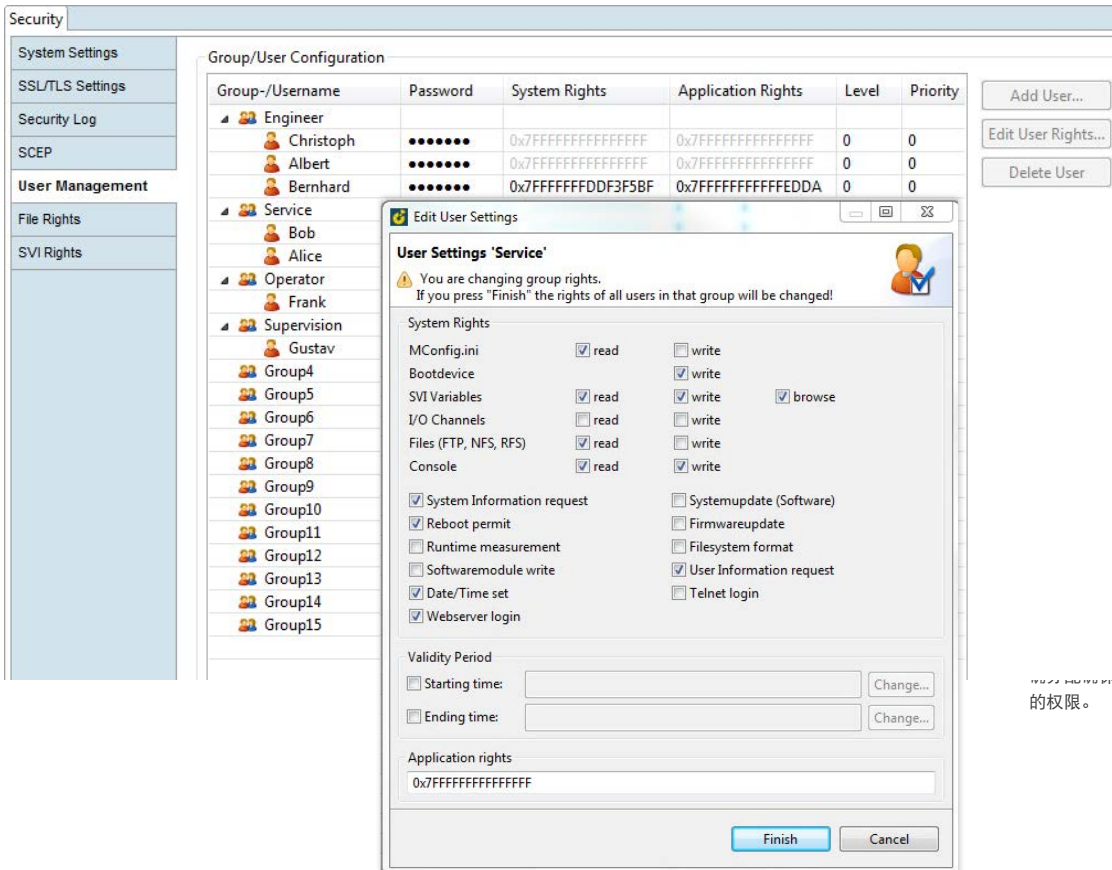 Security
System Settings
SSL/TLS Settings
Security Log
SCEP
User Management
File Rights
SVI Rights
Group/User Configuration
Group-/Username Password System Rights Application Rights Level Priority
Engineer
Christoph ●●●●●●● 0x7FFFFFFFFFFFFFFF 0x7FFFFFFFFFFFFFFF 0 0
Albert ●●●●●●● 0x7FFFFFFFFFFFFFFF 0x7FFFFFFFFFFFFFFF 0 0
Bernhard ●●●●●●● 0x7FFFFFFFDDF3F5BF 0x7FFFFFFFFFFFEDDA 0 0
Service
Bob
Alice
Operator
Frank
Supervision
Gustav
Group4
Group5
Group6
Group7
Group8
Group9
Group10
Group11
Group12
Group13
Group14
Group15
Add User...
Edit User Rights...
Delete User
Edit User Settings
User Settings 'Service'
You are changing group rights.
If you press "Finish" the rights of all users in that group will be changed!
System Rights
MConfig.ini read write
Bootdevice write
SVI Variables read write browse
I/O Channels read write
Files (FTP, NFS, RFS) read write
Console read write
System Information request Systemupdate (Software)
Reboot permit Firmwareupdate
Runtime measurement Filesystem format
Softwaremodule write User Information request
Date/Time set Telnet login
Webserver login
Validity Period
Starting time: Change...
Ending time: Change...
Application rights
0x7FFFFFFFFFFFFFFF
Finish Cancel
的权限。